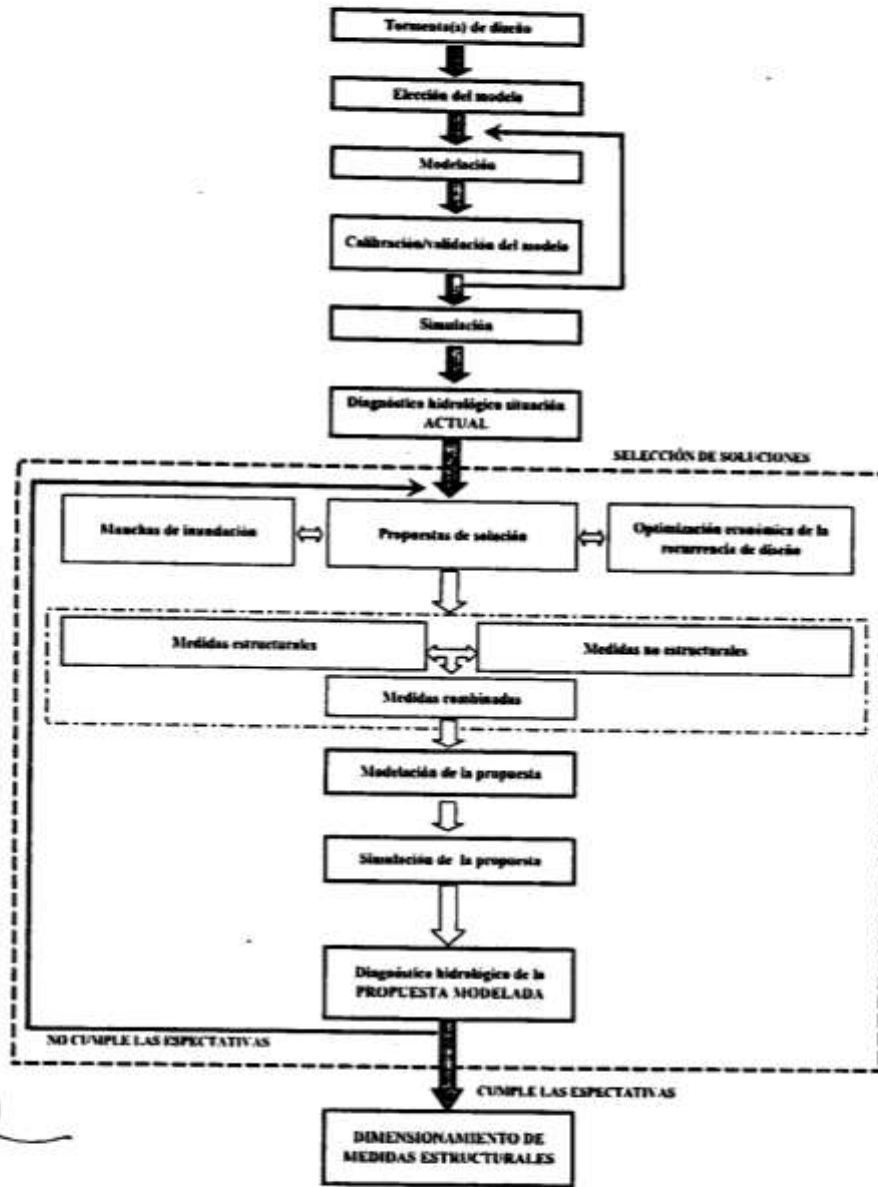 Tormenta(s) de diseño
Elección del modelo
Modelación
Calibración/validación del modelo
Simulación
Diagnóstico hidrológico situación
ACTUAL
SELECCIÓN DE SOLUCIONES
Manchas de inundación
Propuestas de solución
Optimización económica de la
recurrencia de diseño
Medidas estructurales
Medidas no estructurales
Medidas combinadas
Modelación de la propuesta
Simulación de la propuesta
Diagnóstico hidrológico de la
PROPUESTA MODELADA
NO CUMPLE LAS ESPECTATIVAS
CUMPLE LAS ESPECTATIVAS
DIMENSIONAMIENTO DE
MEDIDAS ESTRUCTURALES